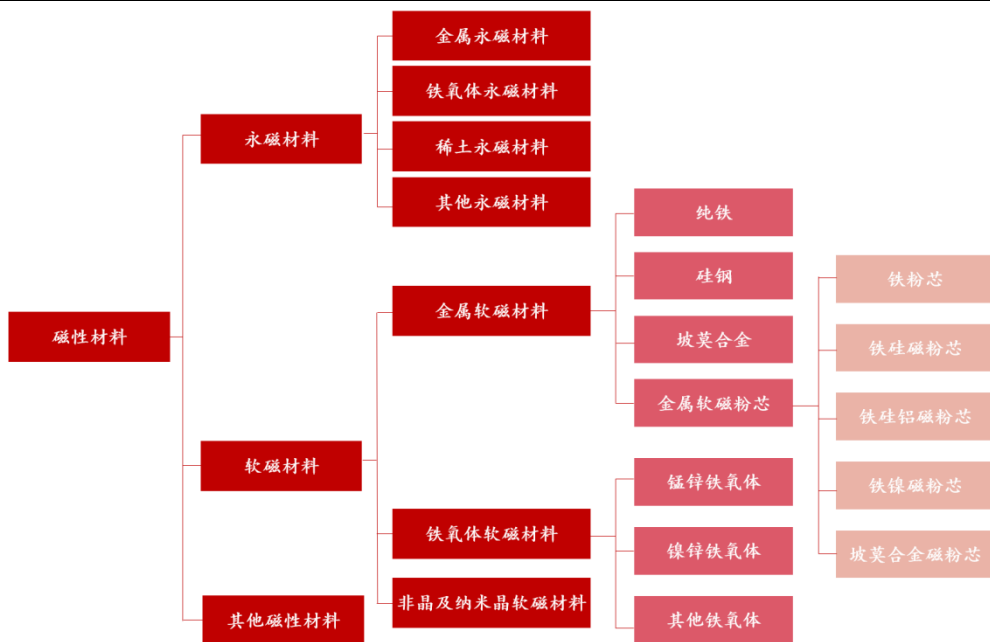 磁性材料
永磁材料
金属永磁材料
铁氧体永磁材料
稀土永磁材料
其他永磁材料
软磁材料
金属软磁材料
纯铁
硅钢
坡莫合金
金属软磁粉芯
铁粉芯
铁硅磁粉芯
铁硅铝磁粉芯
铁镍磁粉芯
坡莫合金磁粉芯
铁氧体软磁材料
锰锌铁氧体
镍锌铁氧体
其他铁氧体
非晶及纳米晶软磁材料
其他磁性材料